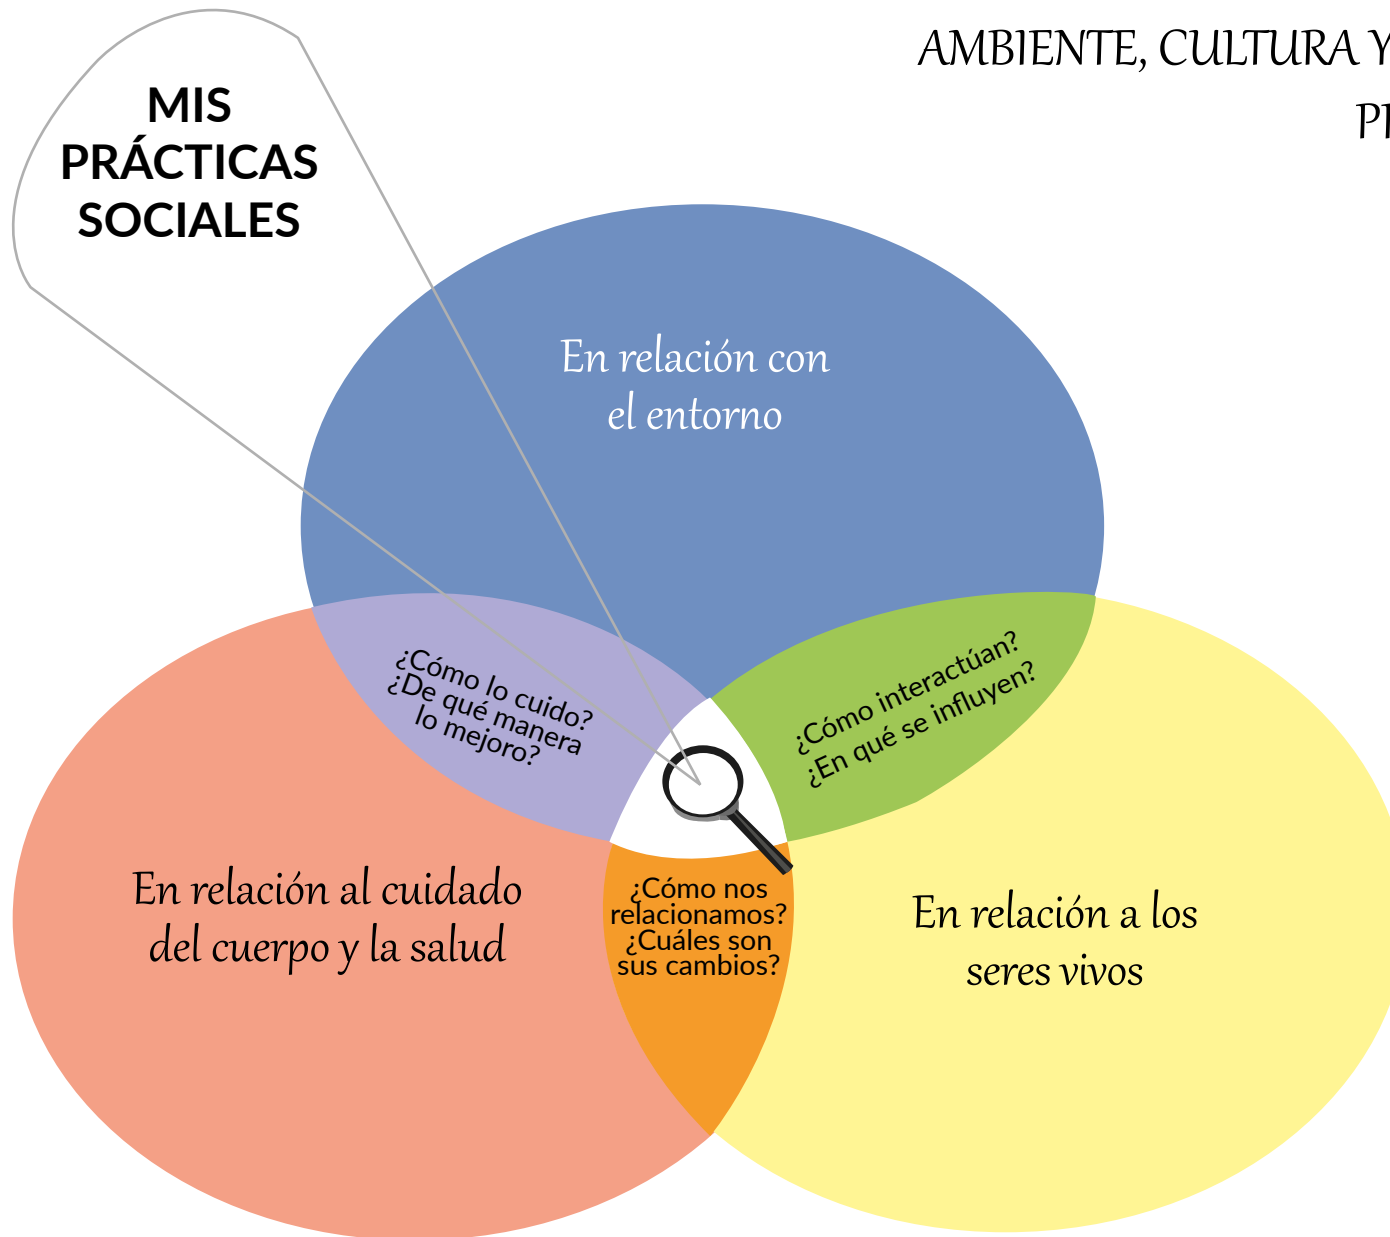 AMBIENTE, CULTURA Y
MIS
PRÁCTICAS
SOCIALES
En relación con
el entorno
¿Cómo lo cuido?
¿De qué manera
lo mejoro?
¿Cómo interactúan?
¿En qué se influyen?
En relación al cuidado
del cuerpo y la salud
¿Cómo nos
relacionamos?
¿Cuáles son
sus cambios?
En relación a los
seres vivos